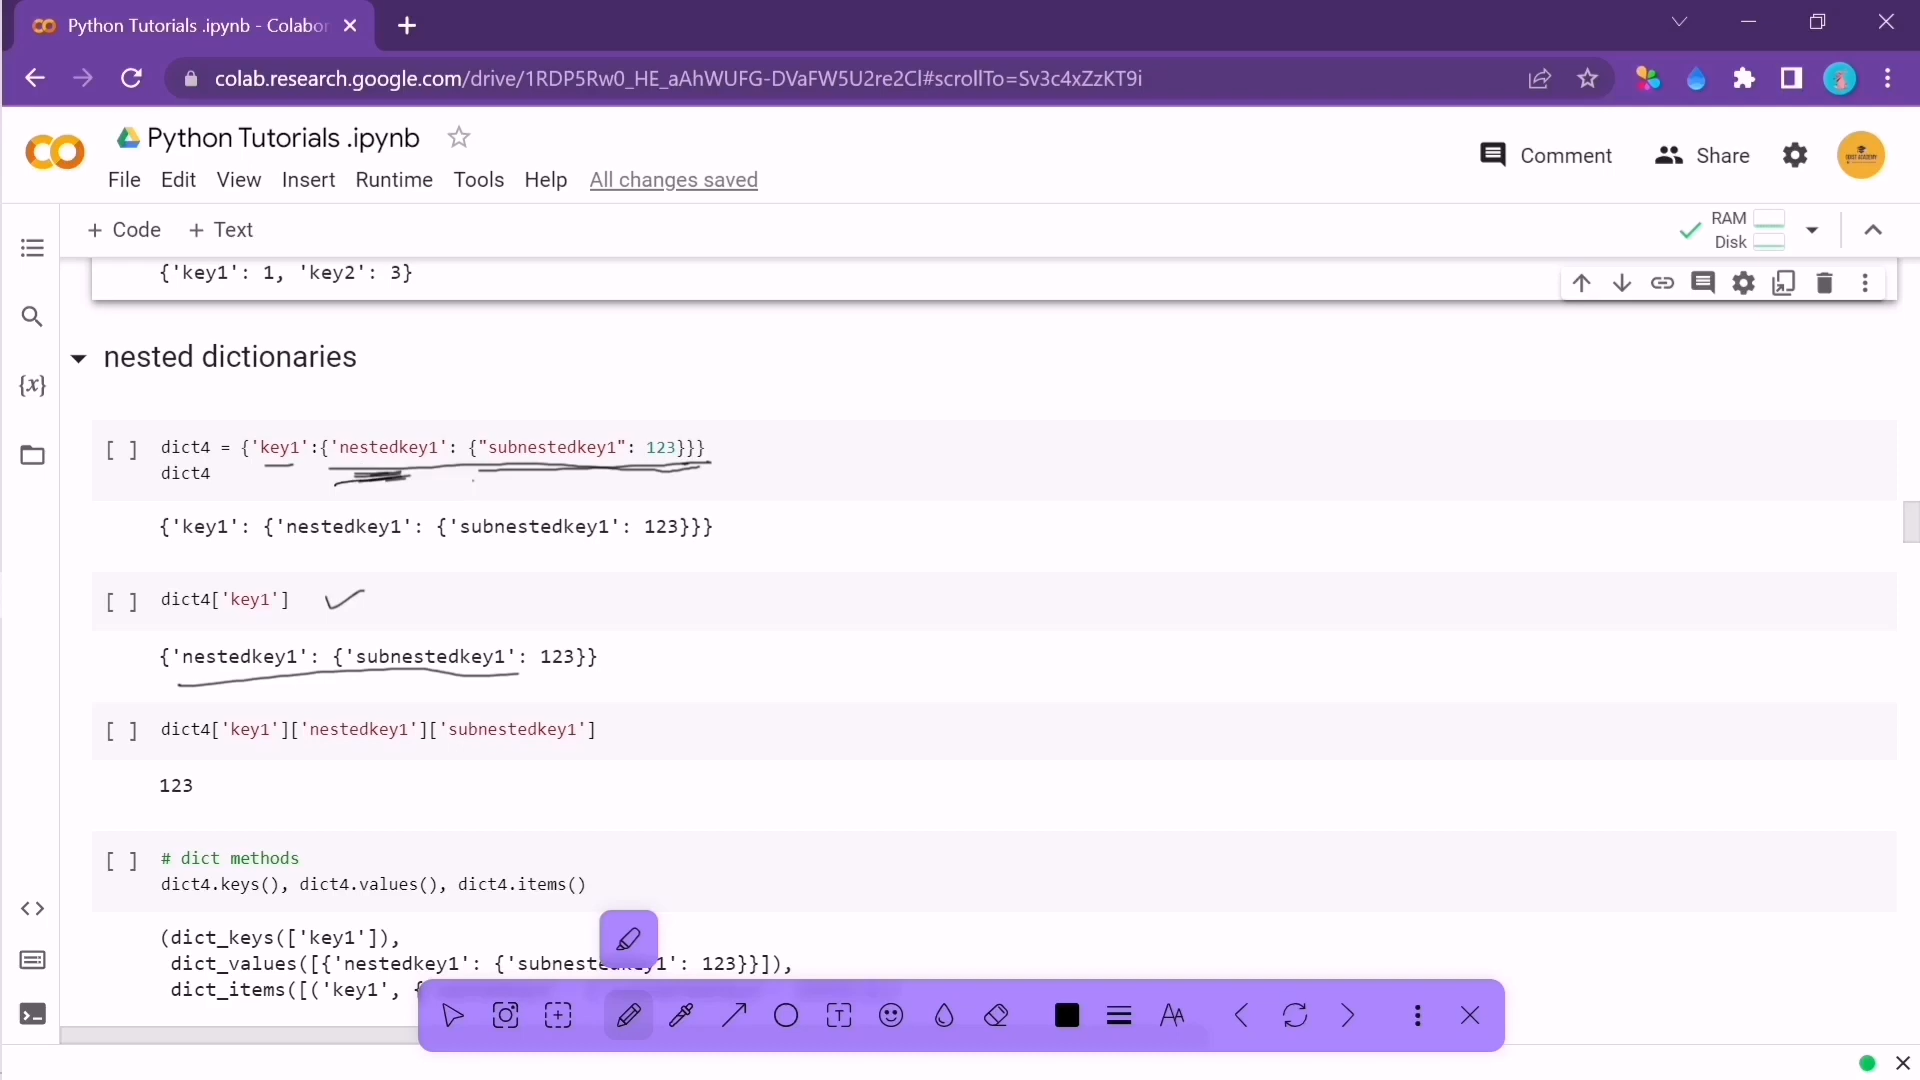 Python Tutorials .ipynb - Colabor
colab.research.google.com/drive/1RDP5Rw0_HE_aAhWUFG-DVaFW5U2re2Cl#scrollTo=Sv3c4xZzKT9i
Python Tutorials .ipynb
Comment
Share
File Edit View Insert Runtime Tools Help All changes saved
+ Code + Text
RAM
Disk
{'key1': 1, 'key2': 3}
nested dictionaries
[ ] dict4 = {'key1':{'nestedkey1': {"subnestedkey1": 123}}}
dict4
{'key1': {'nestedkey1': {'subnestedkey1': 123}}}
[ ] dict4['key1']
{'nestedkey1': {'subnestedkey1': 123}}
[ ] dict4['key1']['nestedkey1']['subnestedkey1']
123
[ ] # dict methods
dict4.keys(), dict4.values(), dict4.items()
(dict_keys(['key1']),
dict_values([{'nestedkey1': {'subnestedkey1': 123}}]),
dict_items([('key1', {